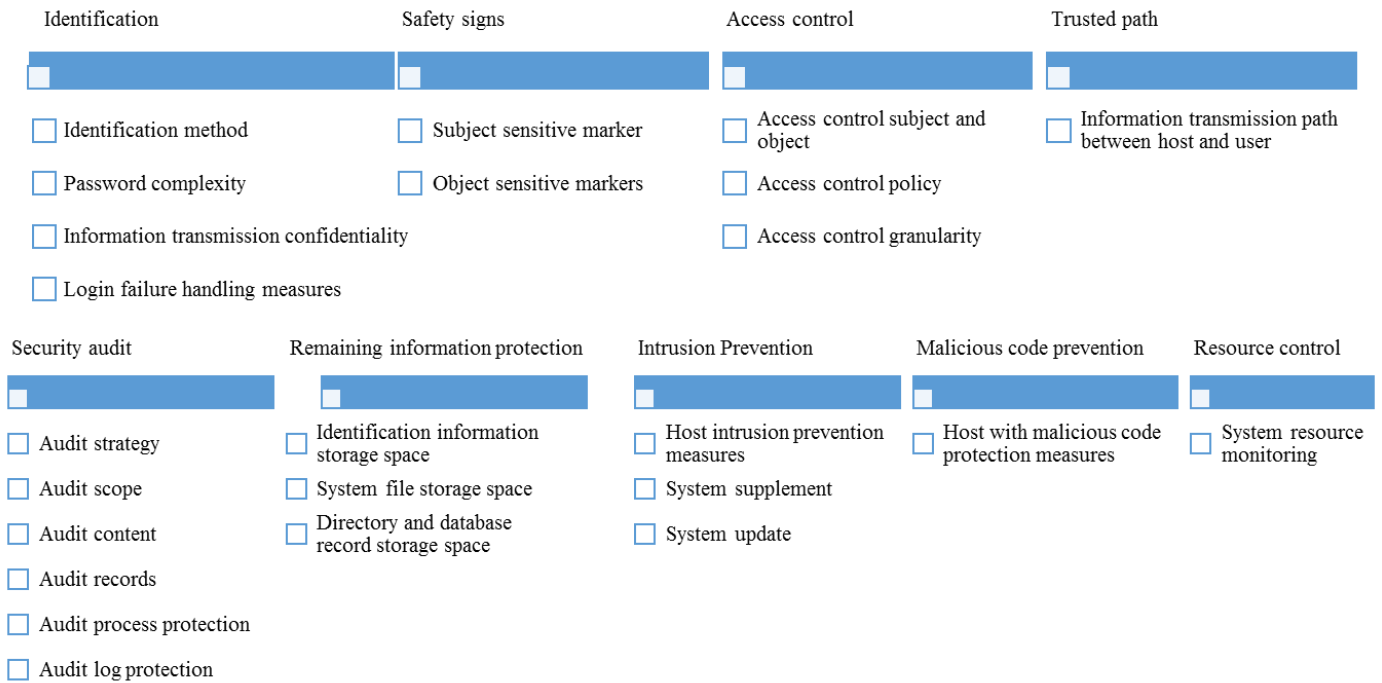 Identification
Safety signs
Access control
Trusted path
Identification method
Password complexity
Information transmission confidentiality
Login failure handling measures
Subject sensitive marker
Object sensitive markers
Access control subject and
object
Access control policy
Access control granularity
Information transmission path
between host and user
Security audit
Remaining information protection
Intrusion Prevention
Malicious code prevention
Resource control
Audit strategy
Audit scope
Audit content
Audit records
Audit process protection
Audit log protection
Identification information
storage space
System file storage space
Directory and database
record storage space
Host intrusion prevention
measures
System supplement
System update
Host with malicious code
protection measures
System resource
monitoring